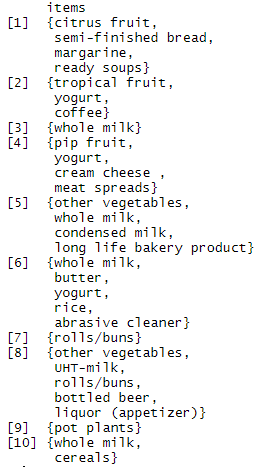 items
[1] {citrus fruit,
semi-finished bread,
margarine,
ready soups}
[2] {tropical fruit,
yogurt,
coffee}
[3] {whole milk}
[4] {pip fruit,
yogurt,
cream cheese ,
meat spreads}
[5] {other vegetables,
whole milk,
condensed milk,
long life bakery product}
[6] {whole milk,
butter,
yogurt,
rice,
abrasive cleaner}
[7] {rolls/buns}
[8] {other vegetables,
UHT-milk,
rolls/buns,
bottled beer,
liquor (appetizer)}
[9] {pot plants}
[10] {whole milk,
cereals}